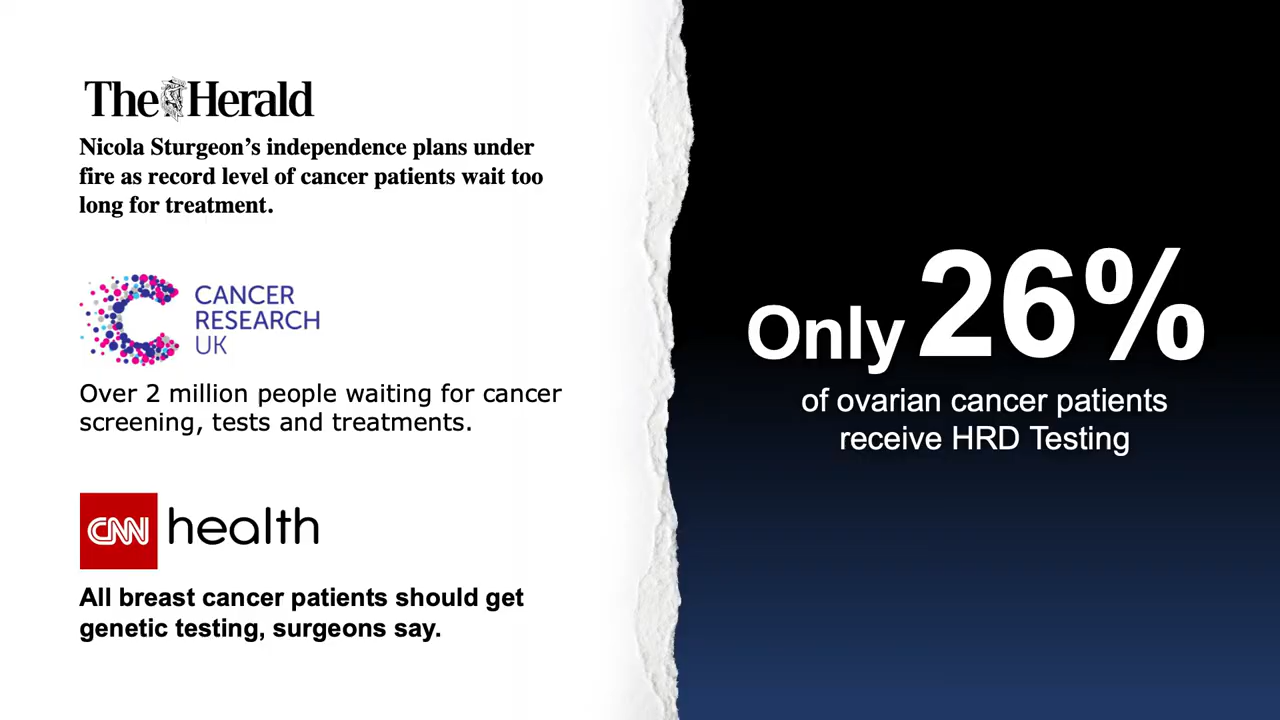 The Herald
Nicola Sturgeon's independence plans under
fire as record level of cancer patients wait too
long for treatment.
CANCER
RESEARCH
UK
Over 2 million people waiting for cancer
screening, tests and treatments.
CNN health
All breast cancer patients should get
genetic testing, surgeons say.
Only 26%
of ovarian cancer patients
receive HRD Testing